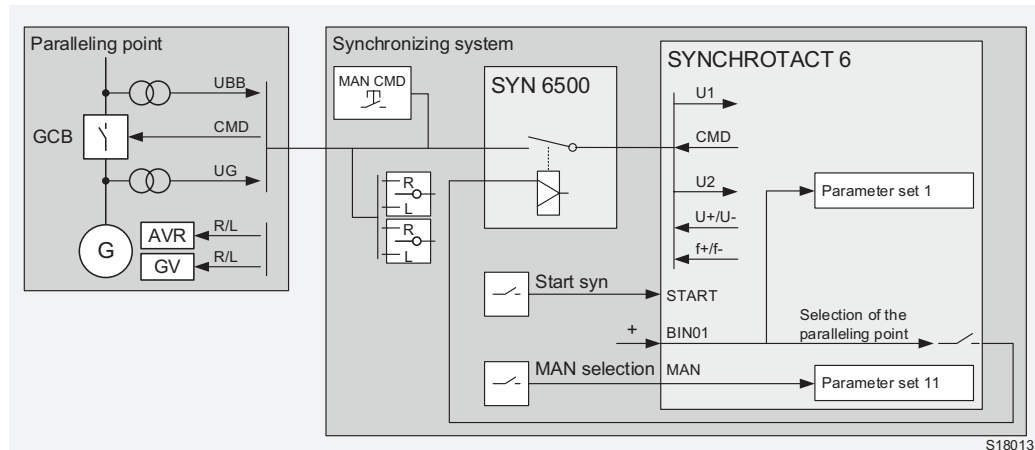 Paralleling point
UBB
GCB
CMD
UG
G
AVR
R/L
GV
R/L
Synchronizing system
MAN CMD
R
L
R
L
SYN 6500
SYNCHROTACT 6
U1
CMD
U2
U+/U-
f+/f-
Parameter set 1
Start syn
START
+
BIN01
Selection of the
paralleling point
MAN selection
MAN
Parameter set 11
S18013